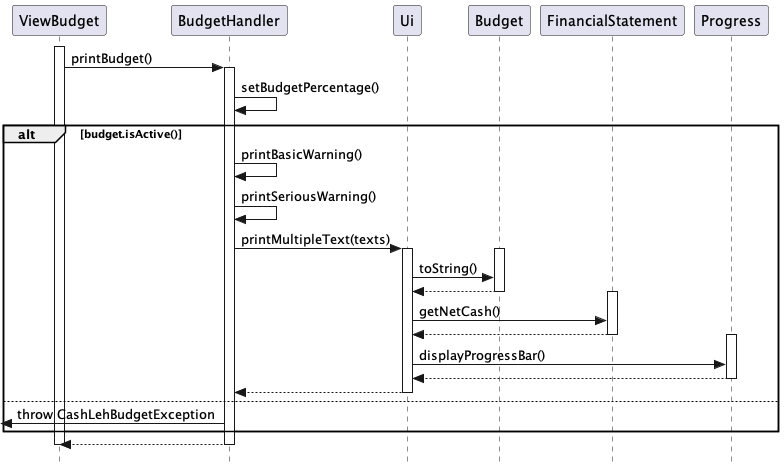 ViewBudget BudgetHandler Ui Budget FinancialStatement Progress
printBudget()
setBudgetPercentage()
alt [budget.isActive()]
printBasicWarning()
printSeriousWarning()
printMultipleText(texts)
toString()
getNetCash()
displayProgressBar()
throw CashLehBudgetException